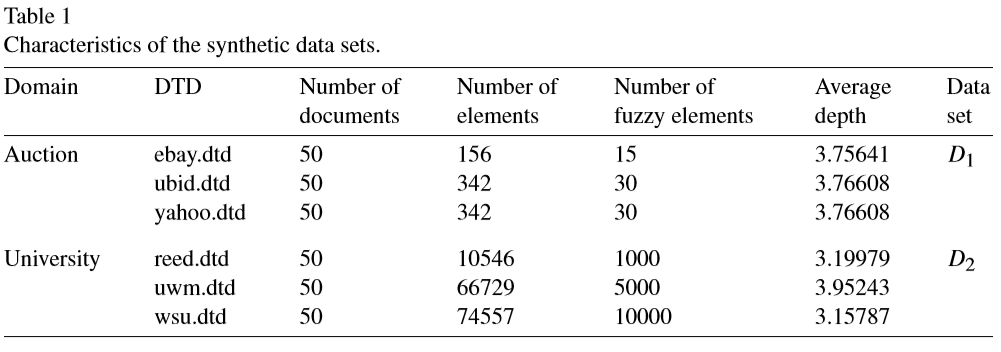 Table 1
Characteristics of the synthetic data sets.
Domain DTD Number of documents Number of elements Number of fuzzy elements Average depth Data set
Auction ebay.dtd 50 156 15 3.75641 D1
ubid.dtd 50 342 30 3.76608
yahoo.dtd 50 342 30 3.76608
University reed.dtd 50 10546 1000 3.19979 D2
uwm.dtd 50 66729 5000 3.95243
wsu.dtd 50 74557 10000 3.15787